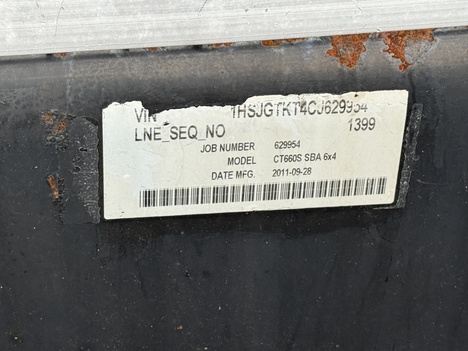 VIN 1HSJGTKT4CJ629954
LNE_SEQ_NO 1399
JOB NUMBER 629954
MODEL CT660S SBA 6x4
DATE MFG. 2011-09-28